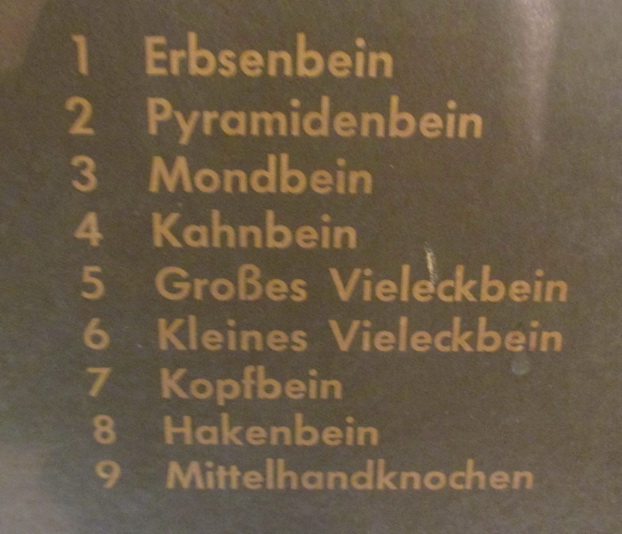 1 Erbsenbein
2 Pyramidenbein
3 Mondbein
4 Kahnbein
5 Großes Vieleckbein
6 Kleines Vieleckbein
7 Kopfbein
8 Hakenbein
9 Mittelhandknochen